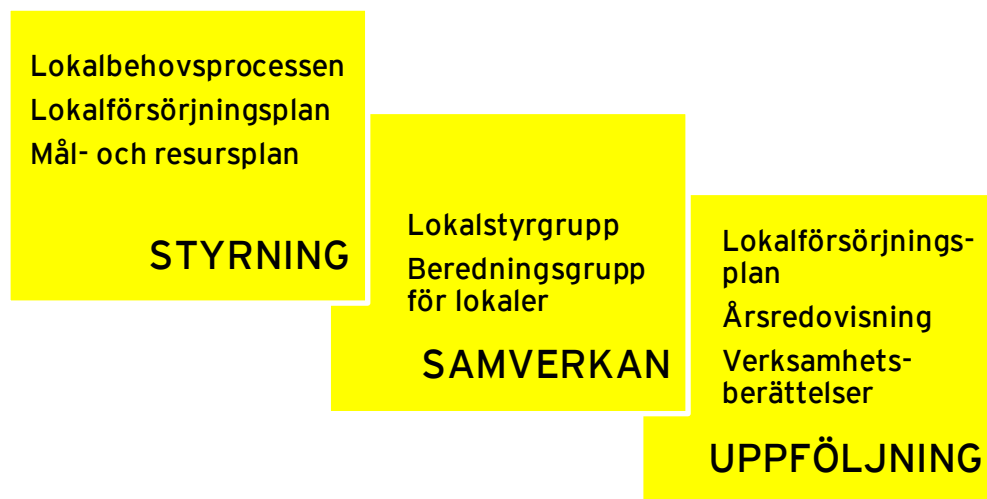 Lokalbehovsprocessen
Lokalförsörjningsplan
Mål- och resursplan
STYRNING
Lokalstyrgrupp
Beredningsgrupp
för lokaler
SAMVERKAN
Lokalförsörjnings-
plan
Årsredovisning
Verksamhets-
berättelser
UPPFÖLJNING